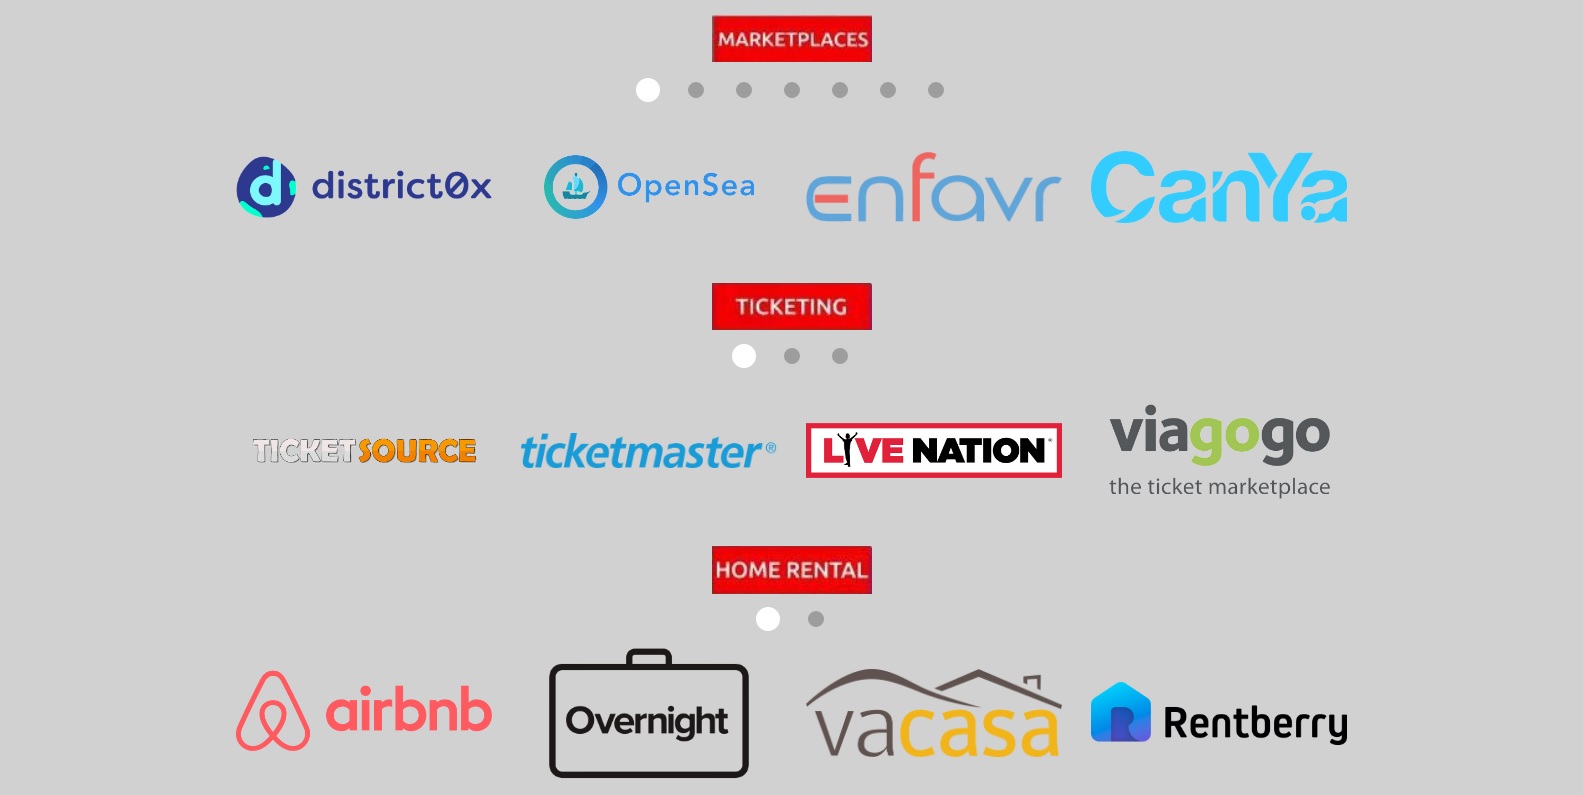 MARKETPLACES
district0x
OpenSea
enfavr
CanYa
TICKETING
TICKETSOURCE
ticketmaster®
LIVE NATION®
viagogo
the ticket marketplace
HOME RENTAL
airbnb
Overnight
vacasa
Rentberry